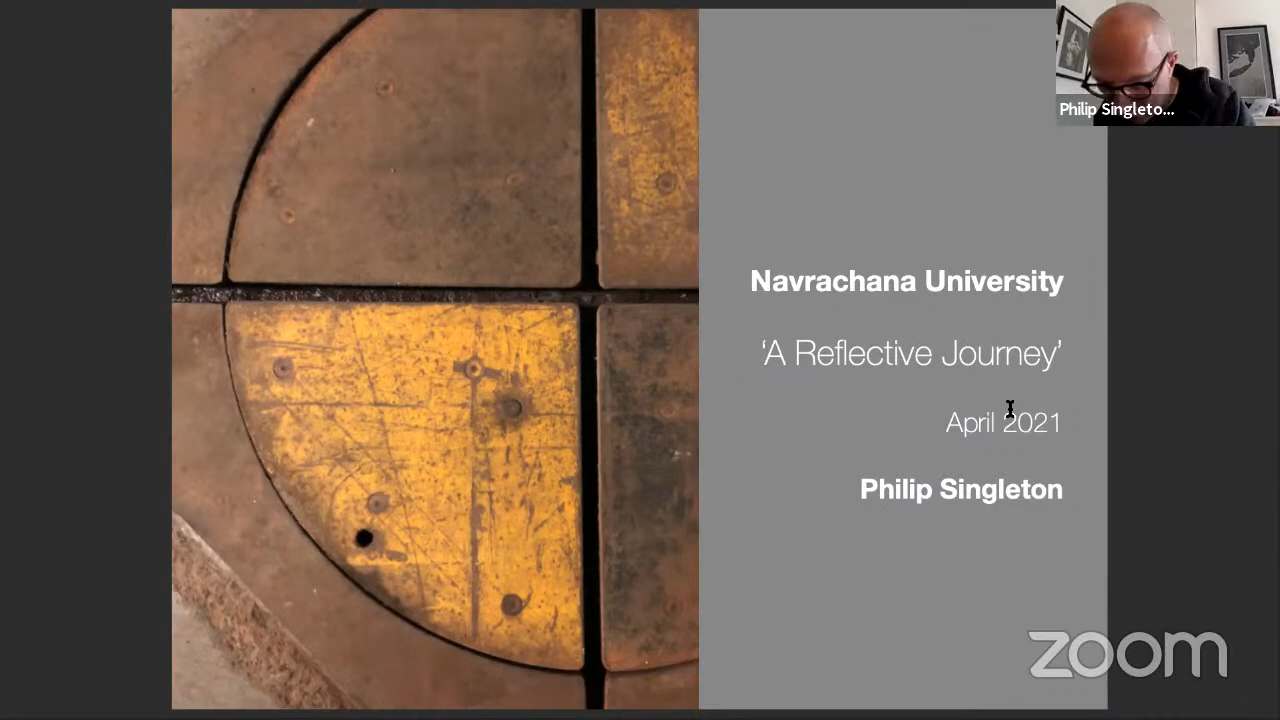 Philip Singleto...
Navrachana University
‘A Reflective Journey’
April 2021
Philip Singleton
zoom